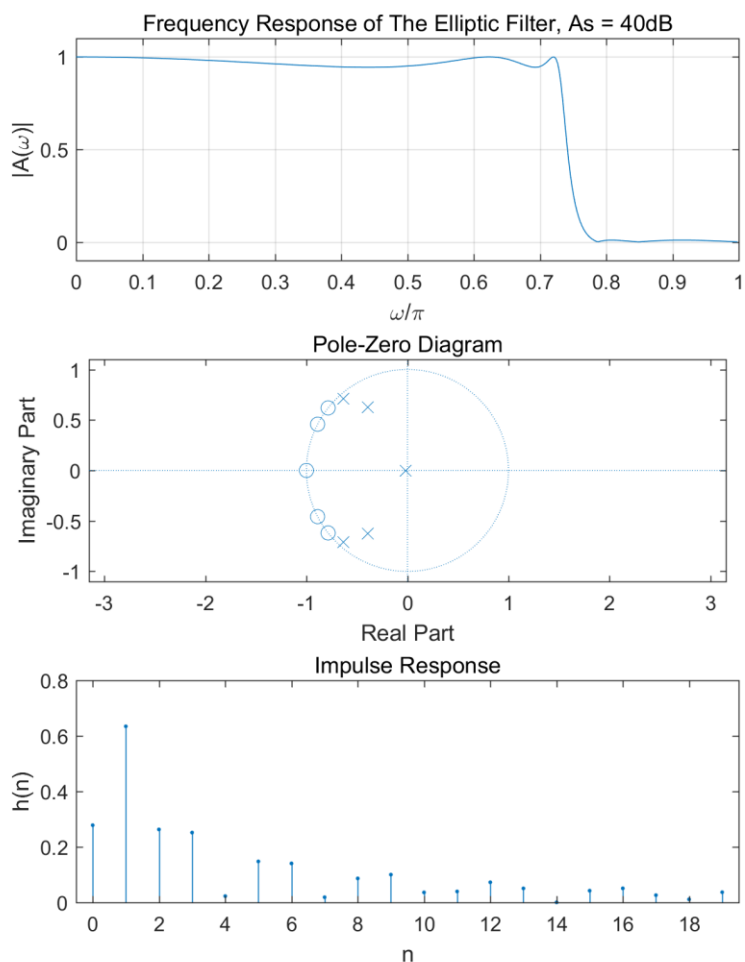 Frequency Response of The Elliptic Filter, As = 40dB
|A(ω)|
1
0.5
0
0 0.1 0.2 0.3 0.4 0.5 0.6 0.7 0.8 0.9 1
ω/π
Pole-Zero Diagram
Imaginary Part
1
0.5
0
-0.5
-1
-3 -2 -1 0 1 2 3
Real Part
Impulse Response
h(n)
0.8
0.6
0.4
0.2
0
0 2 4 6 8 10 12 14 16 18
n